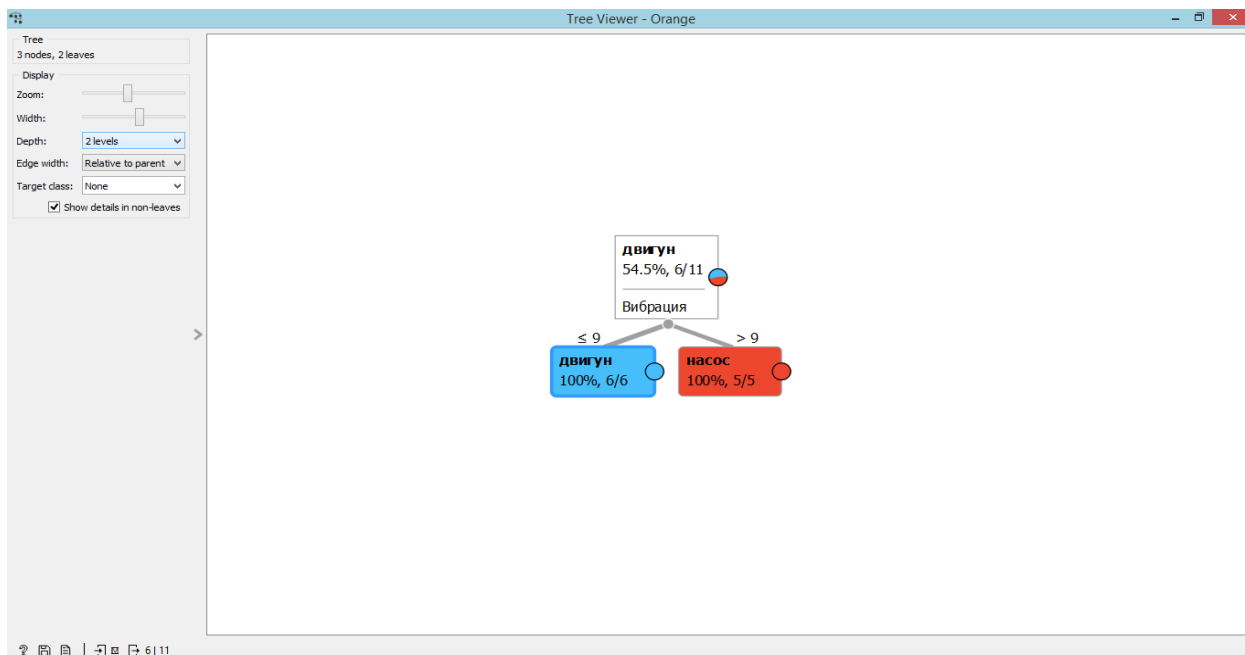 Tree Viewer - Orange
Tree
3 nodes, 2 leaves
Display
Zoom:
Width:
Depth: 2 levels
Edge width: Relative to parent
Target class: None
Show details in non-leaves
двигун
54.5%, 6/11
Вибрация
≤ 9 > 9
двигун насос
100%, 6/6 100%, 5/5
6 | 11